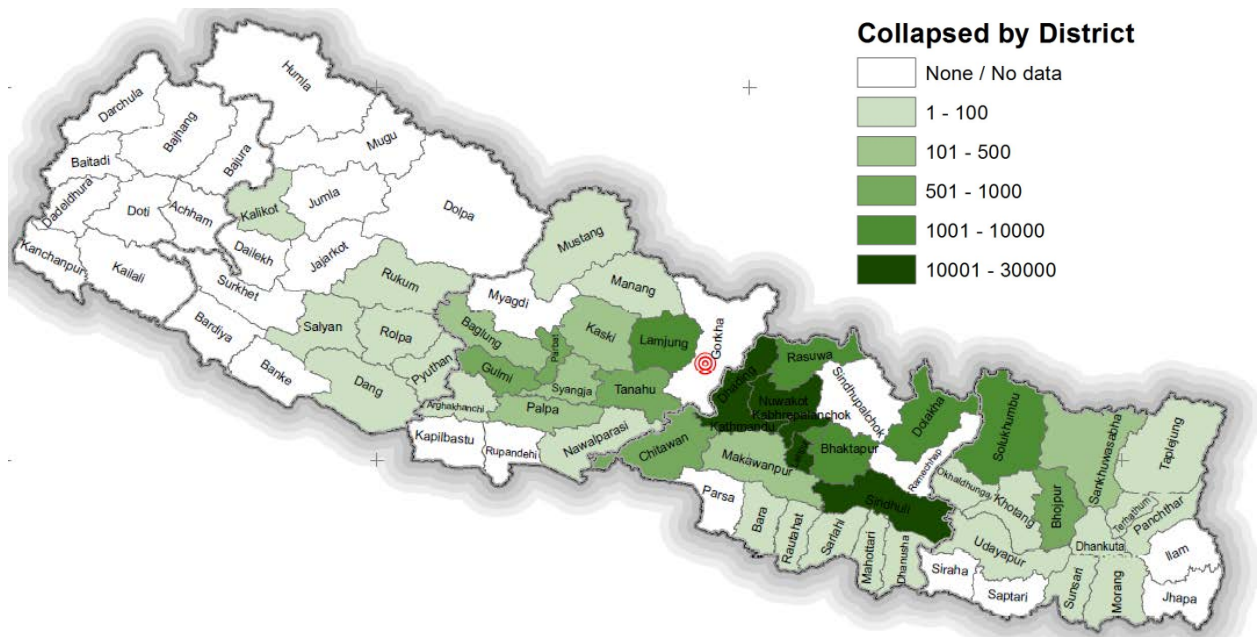 Collapsed by District
None / No data
1 - 100
101 - 500
501 - 1000
1001 - 10000
10001 - 30000
Humla
Darchula
Bajhang
Mugu
Baitadi
Bajura
Dadeldhura
Doti
Achham
Kalikot
Jumla
Dolpa
Kanchanpur
Kailali
Dailekh
Jajarkot
Surkhet
Rukum
Mustang
Manang
Myagdi
Bardiya
Salyan
Rolpa
Baglung
Parbat
Kaski
Lamjung
Gorkha
Banke
Dang
Pyuthan
Gulmi
Syangja
Tanahu
Arghakhanchi
Palpa
Kapilbastu
Rupandehi
Nawalparasi
Chitawan
Dhading
Rasuwa
Nuwakot
Kabhrepalanchok
Kathmandu
Sindhupalchok
Dolakha
Bhaktapur
Ramechhap
Makawanpur
Sindhuli
Parsa
Bara
Rautahat
Sarlahi
Mahottari
Dhanusha
Solukhumbu
Sankhuwasabha
Taplejung
Okhaldhunga
Khotang
Bhojpur
Terhathum
Panchthar
Dhankuta
Udayapur
Siraha
Saptari
Sunsari
Morang
Ilam
Jhapa